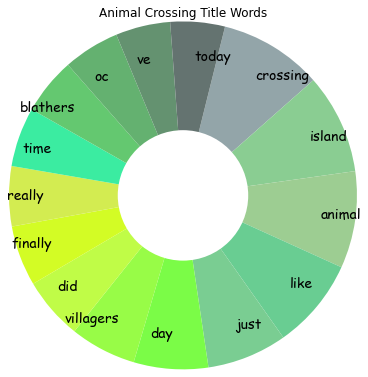 Animal Crossing Title Words
today
crossing
island
animal
like
just
day
villagers
did
finally
really
time
blathers
oc
ve